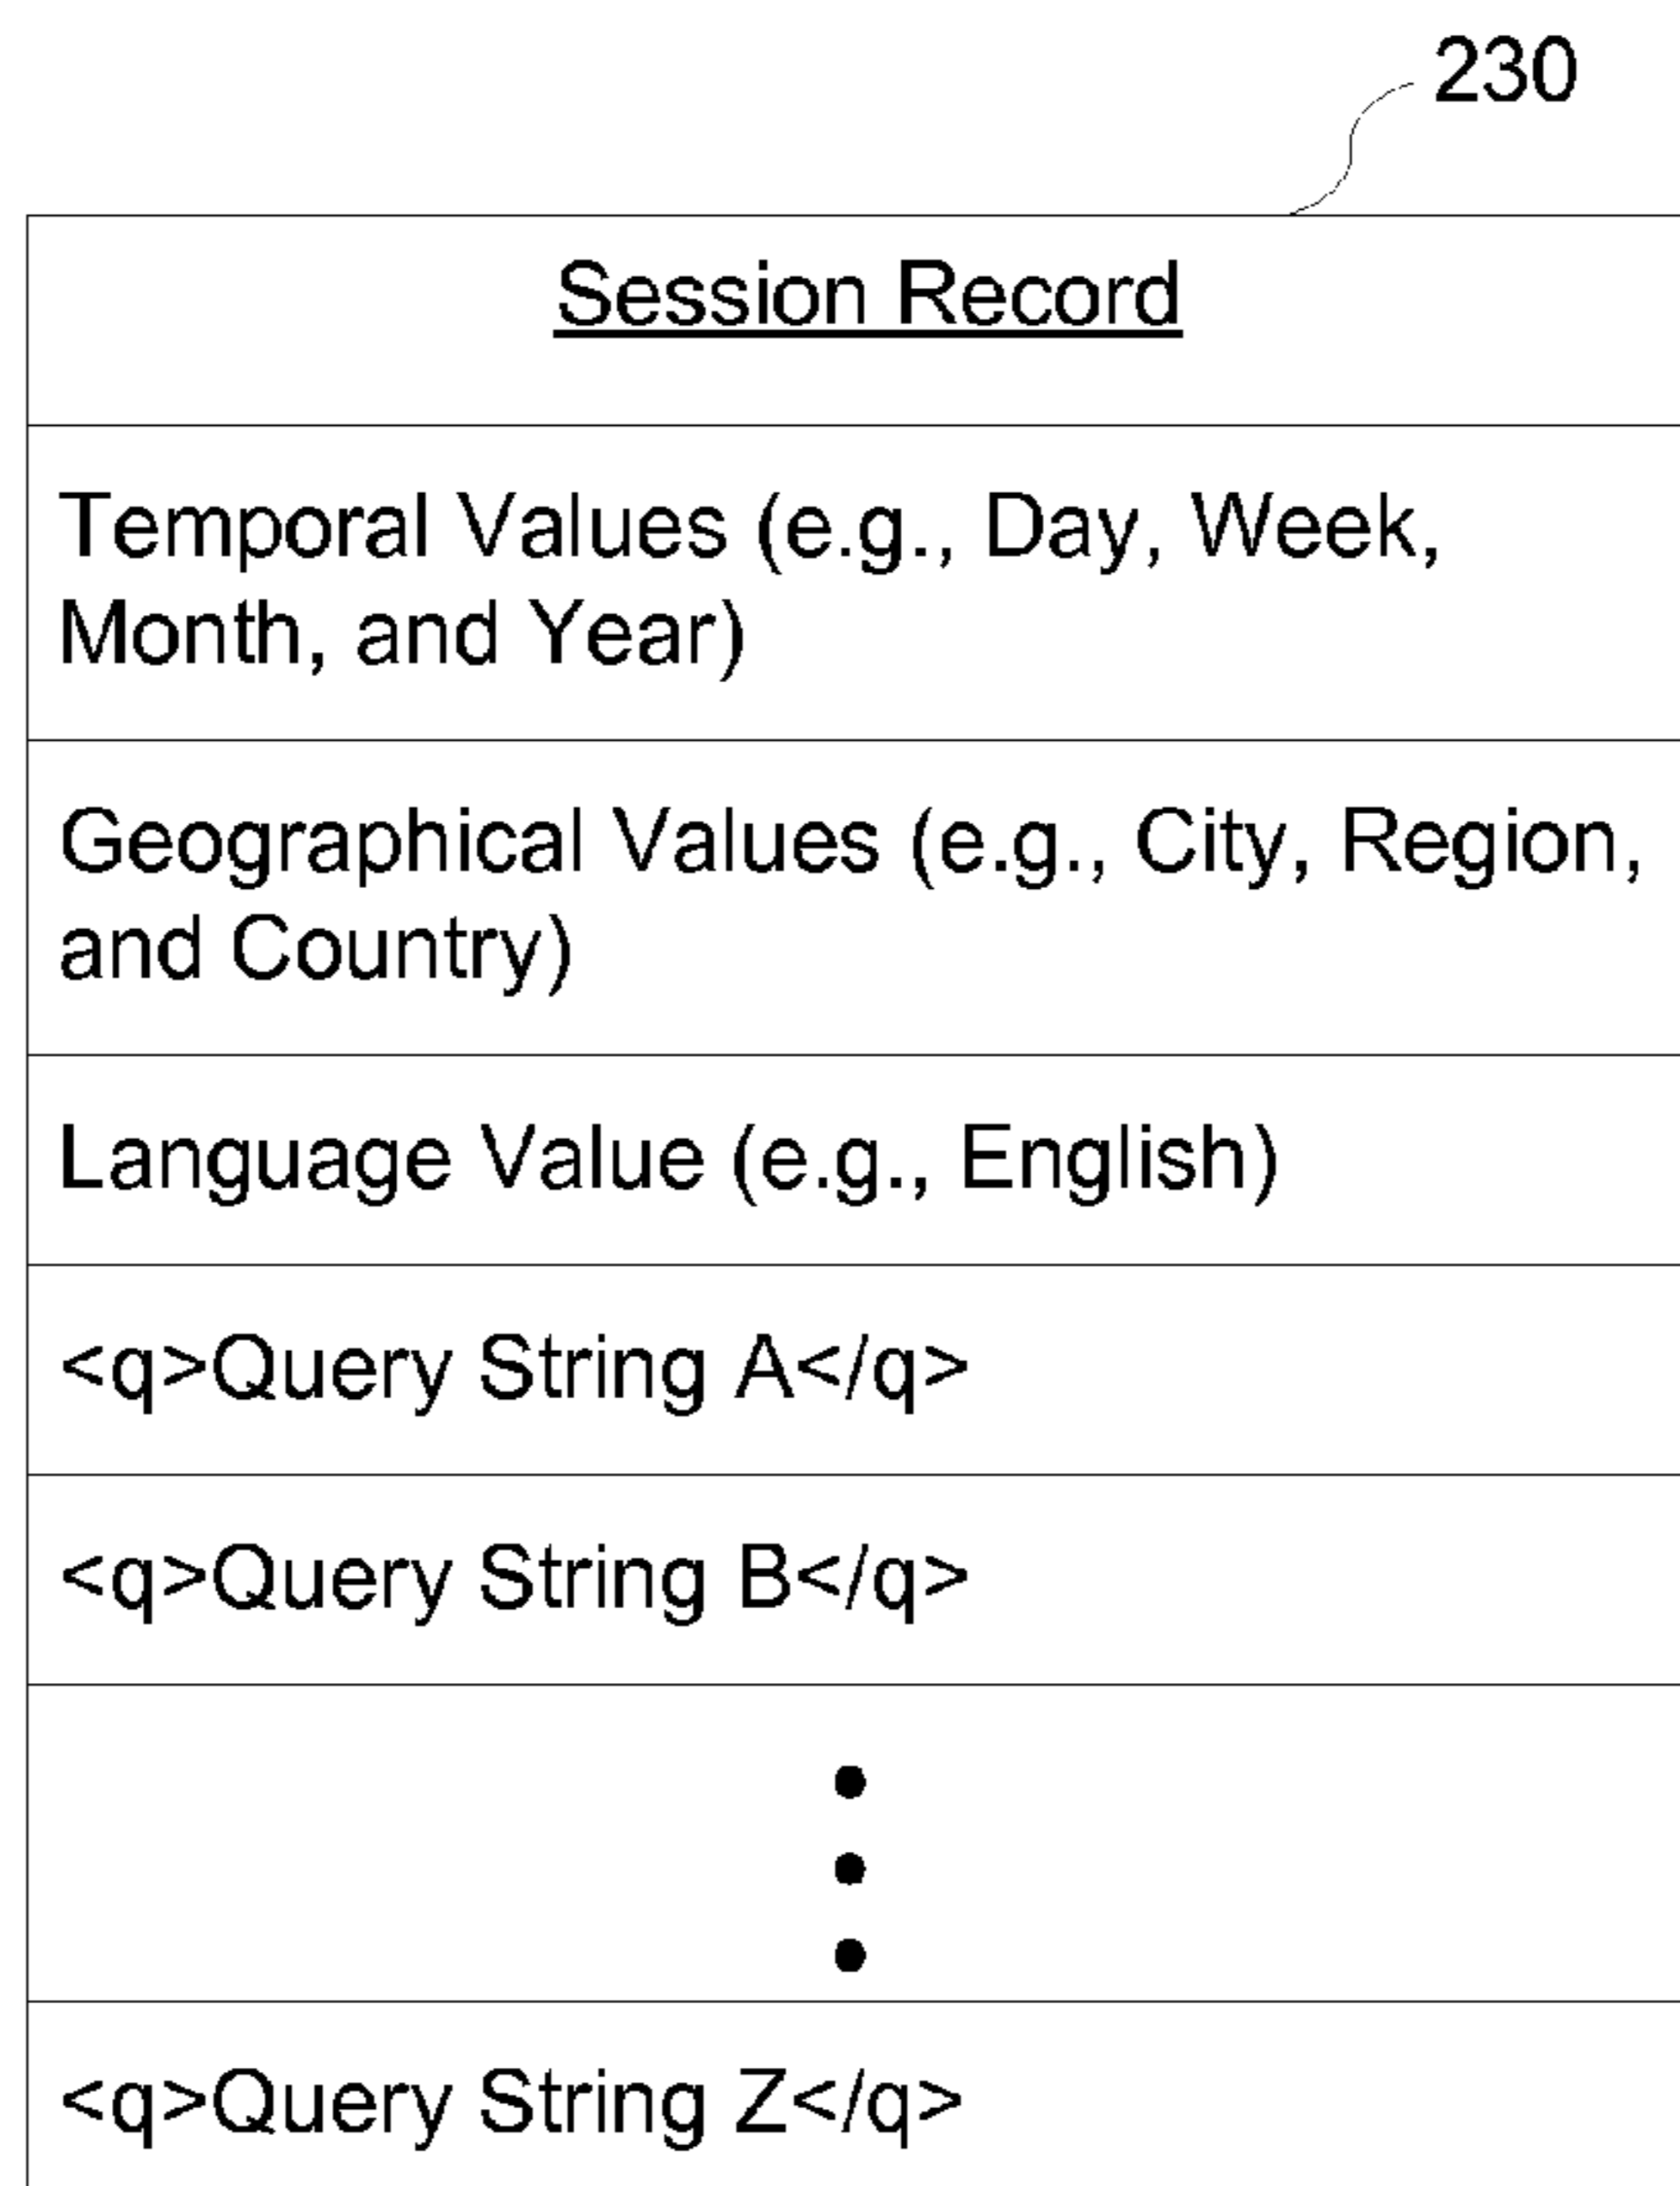 230
Session Record
Temporal Values (e.g., Day, Week,
Month, and Year)
Geographical Values (e.g., City, Region,
and Country)
Language Value (e.g., English)
<q>Query String A</q>
<q>Query String B</q>
<q>Query String Z</q>